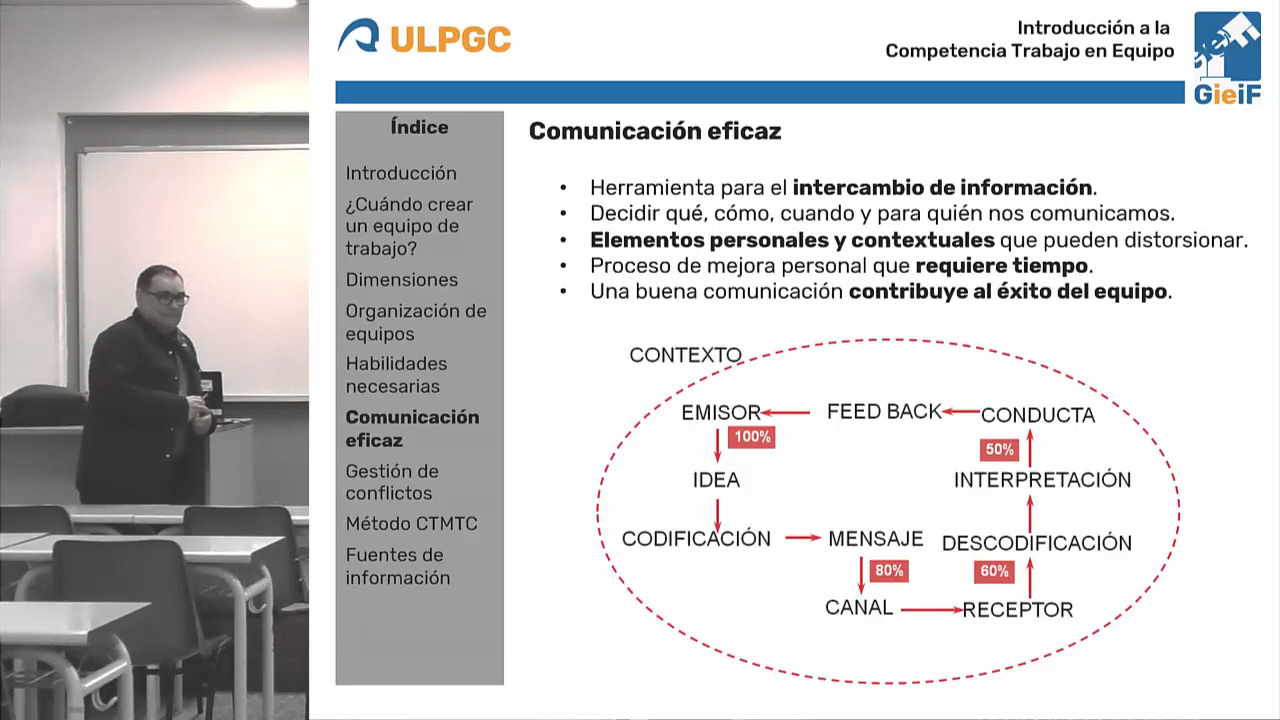 ULPGC
Introducción a la
Competencia Trabajo en Equipo
GieiF
Índice
Introducción
¿Cuándo crear
un equipo de
trabajo?
Dimensiones
Organización de
equipos
Habilidades
necesarias
Comunicación
eficaz
Gestión de
conflictos
Método CTMTC
Fuentes de
información
Comunicación eficaz
• Herramienta para el intercambio de información.
• Decidir qué, cómo, cuando y para quién nos comunicamos.
• Elementos personales y contextuales que pueden distorsionar.
• Proceso de mejora personal que requiere tiempo.
• Una buena comunicación contribuye al éxito del equipo.
CONTEXTO
EMISOR
FEED BACK
CONDUCTA
100%
50%
IDEA
INTERPRETACIÓN
CODIFICACIÓN
MENSAJE
DESCODIFICACIÓN
80%
60%
CANAL
RECEPTOR